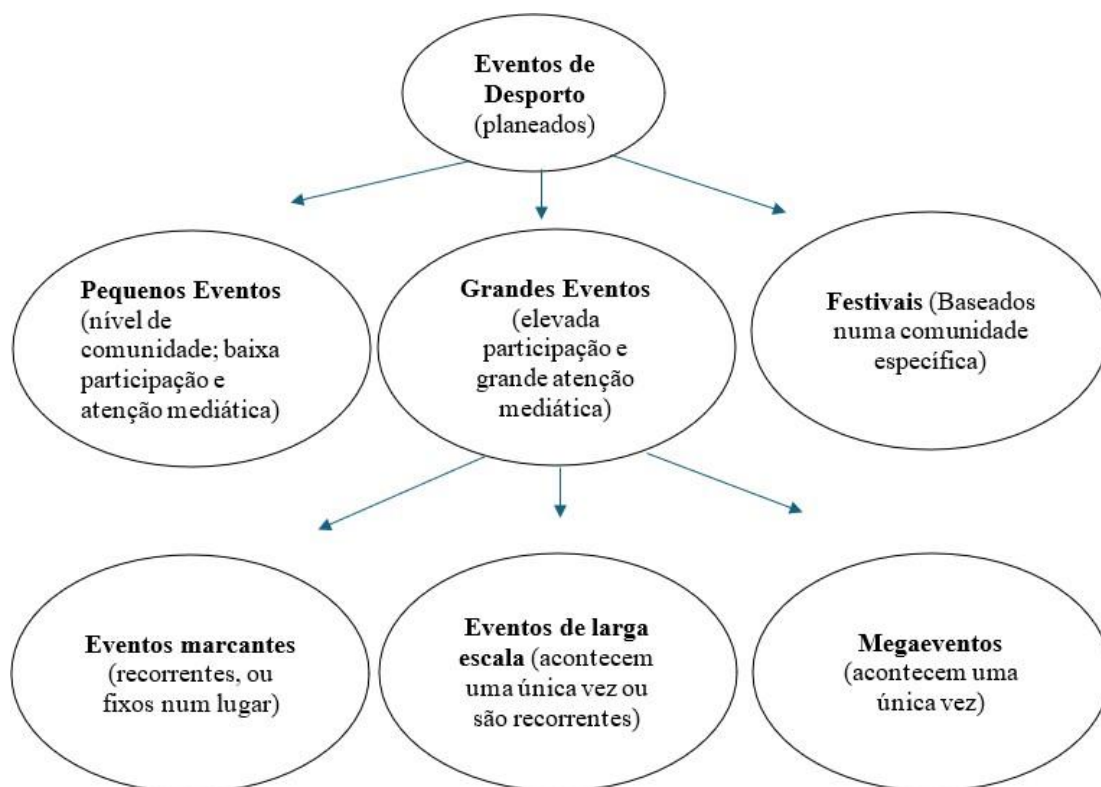 Eventos de
Desporto
(planeados)
Pequenos Eventos
(nível de
comunidade; baixa
participação e
atenção mediática)
Grandes Eventos
(elevada
participação e
grande atenção
mediática)
Festivais (Baseados
numa comunidade
específica)
Eventos marcantes
(recorrentes, ou
fixos num lugar)
Eventos de larga
escala (acontecem
uma única vez ou
são recorrentes)
Megaeventos
(acontecem uma
única vez)